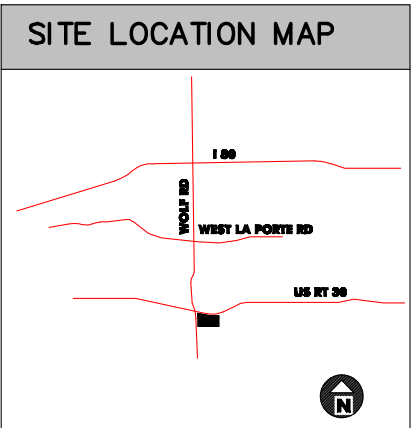 SITE LOCATION MAP
I 80
WOLF RD
WEST LA PORTE RD
US RT 30
N